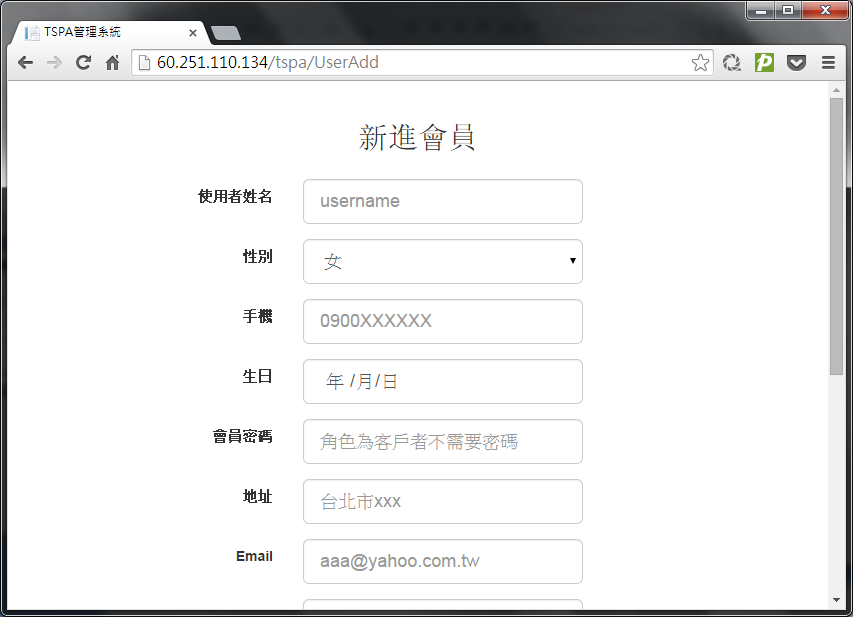 TSPA管理系統
60.251.110.134/tspa/UserAdd
新進會員
使用者姓名 username
性別 女
手機 0900XXXXXX
生日 年 /月/日
會員密碼 角色為客戶者不需要密碼
地址 台北市xxx
Email aaa@yahoo.com.tw